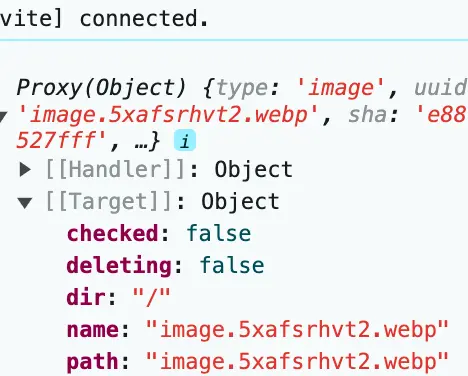 vite] connected.
Proxy(Object) {type: 'image', uuid
'image.5xafsrhvt2.webp', sha: 'e88
527fff', …} i
[[Handler]]: Object
[[Target]]: Object
checked: false
deleting: false
dir: "/"
name: "image.5xafsrhvt2.webp"
path: "image.5xafsrhvt2.webp"